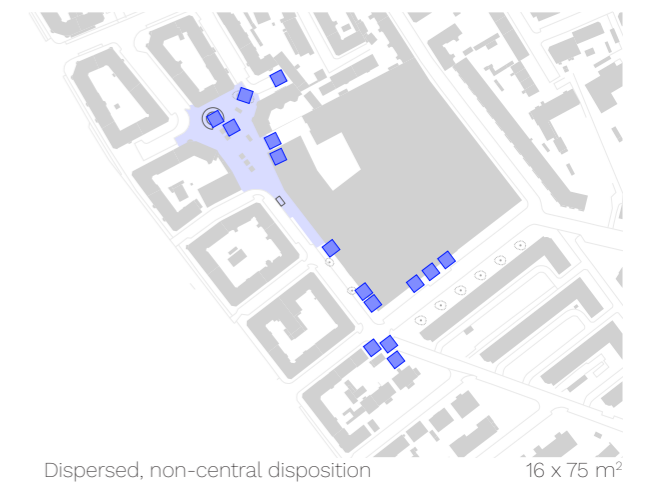 Dispersed, non-central disposition
16 x 75 m²